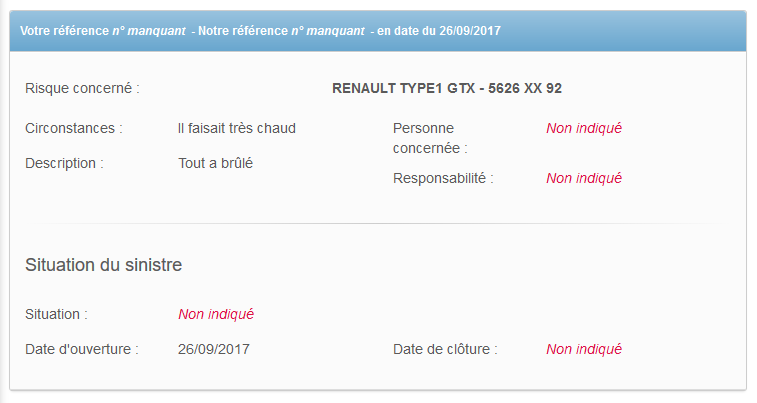 Votre référence n° manquant - Notre référence n° manquant - en date du 26/09/2017
Risque concerné : RENAULT TYPE1 GTX - 5626 XX 92
Circonstances : Il faisait très chaud
Personne concernée : Non indiqué
Description : Tout a brûlé
Responsabilité : Non indiqué
Situation du sinistre
Situation : Non indiqué
Date d'ouverture : 26/09/2017
Date de clôture : Non indiqué